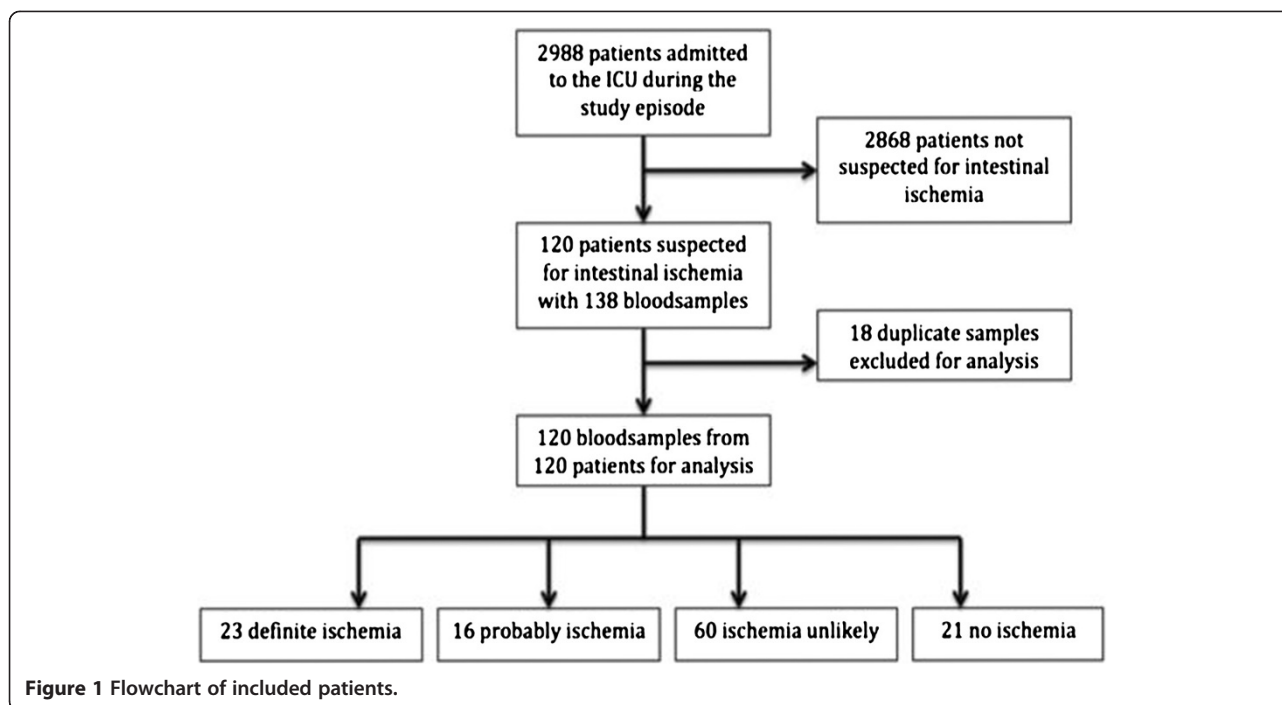 2988 patients admitted
to the ICU during the
study episode
2868 patients not
suspected for intestinal
ischemia
120 patients suspected
for intestinal ischemia
with 138 bloodsamples
18 duplicate samples
excluded for analysis
120 bloodsamples from
120 patients for analysis
23 definite ischemia
16 probably ischemia
60 ischemia unlikely
21 no ischemia
Figure 1 Flowchart of included patients.